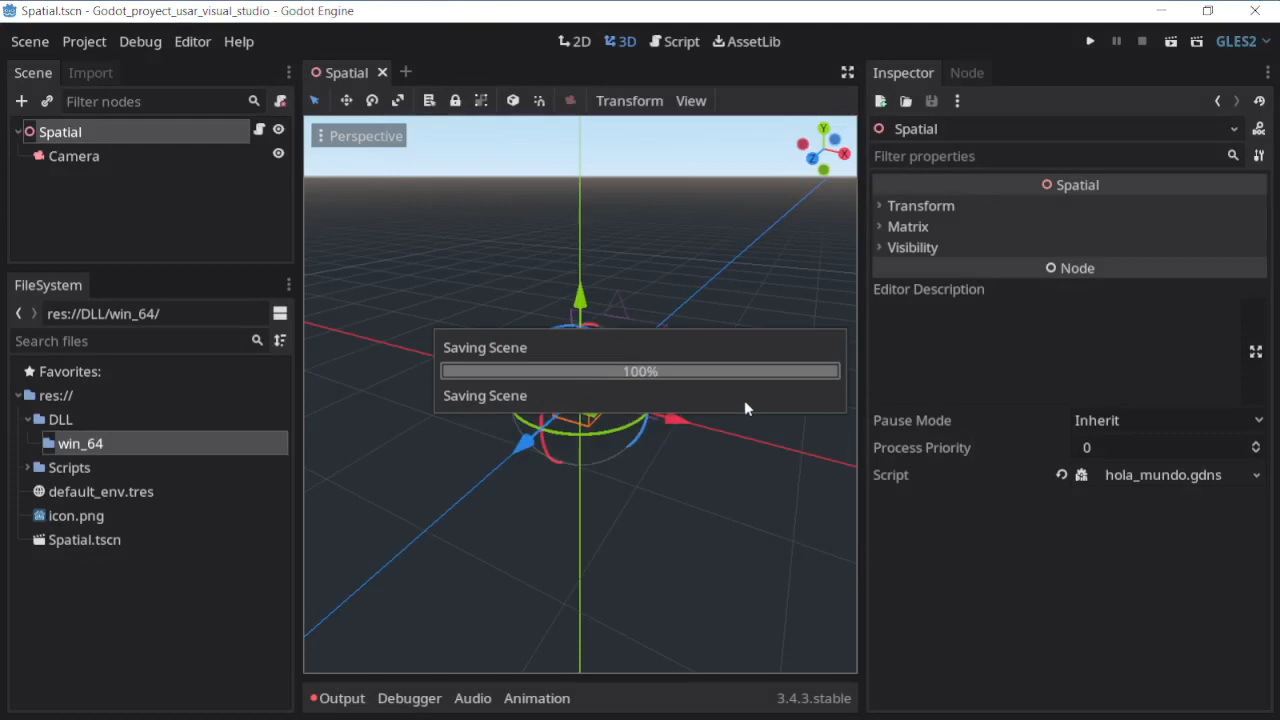 Spatial.tscn - Godot_proyect_usar_visual_studio - Godot Engine
Scene Project Debug Editor Help
2D 3D Script AssetLib
GLES2
Scene Import
Filter nodes
Spatial
Camera
FileSystem
res://DLL/win_64/
Search files
Favorites:
res://
DLL
win_64
Scripts
default_env.tres
icon.png
Spatial.tscn
Spatial
Transform View
Perspective
Y
X
Z
Saving Scene
100%
Saving Scene
Output Debugger Audio Animation 3.4.3.stable
Inspector Node
Spatial
Filter properties
Spatial
Transform
Matrix
Visibility
Node
Editor Description
Pause Mode Inherit
Process Priority 0
Script hola_mundo.gdns